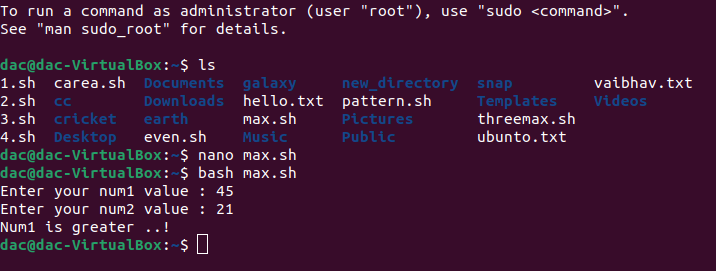 To run a command as administrator (user "root"), use "sudo <command>".
See "man sudo_root" for details.
dac@dac-VirtualBox:~$ ls
1.sh carea.sh Documents galaxy new_directory snap vaibhav.txt
2.sh cc Downloads hello.txt pattern.sh Templates Videos
3.sh cricket earth max.sh Pictures threemax.sh
4.sh Desktop even.sh Music Public ubunto.txt
dac@dac-VirtualBox:~$ nano max.sh
dac@dac-VirtualBox:~$ bash max.sh
Enter your num1 value : 45
Enter your num2 value : 21
Num1 is greater ..!
dac@dac-VirtualBox:~$